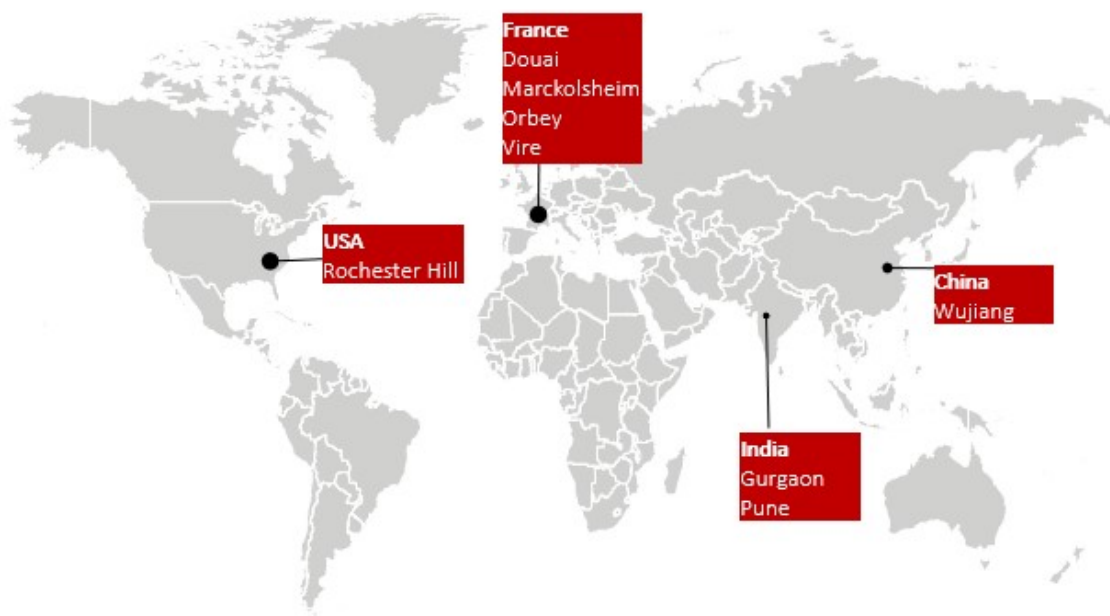 France
Douai
Marckolsheim
Orbey
Vire
USA
Rochester Hill
China
Wujiang
India
Gurgaon
Pune